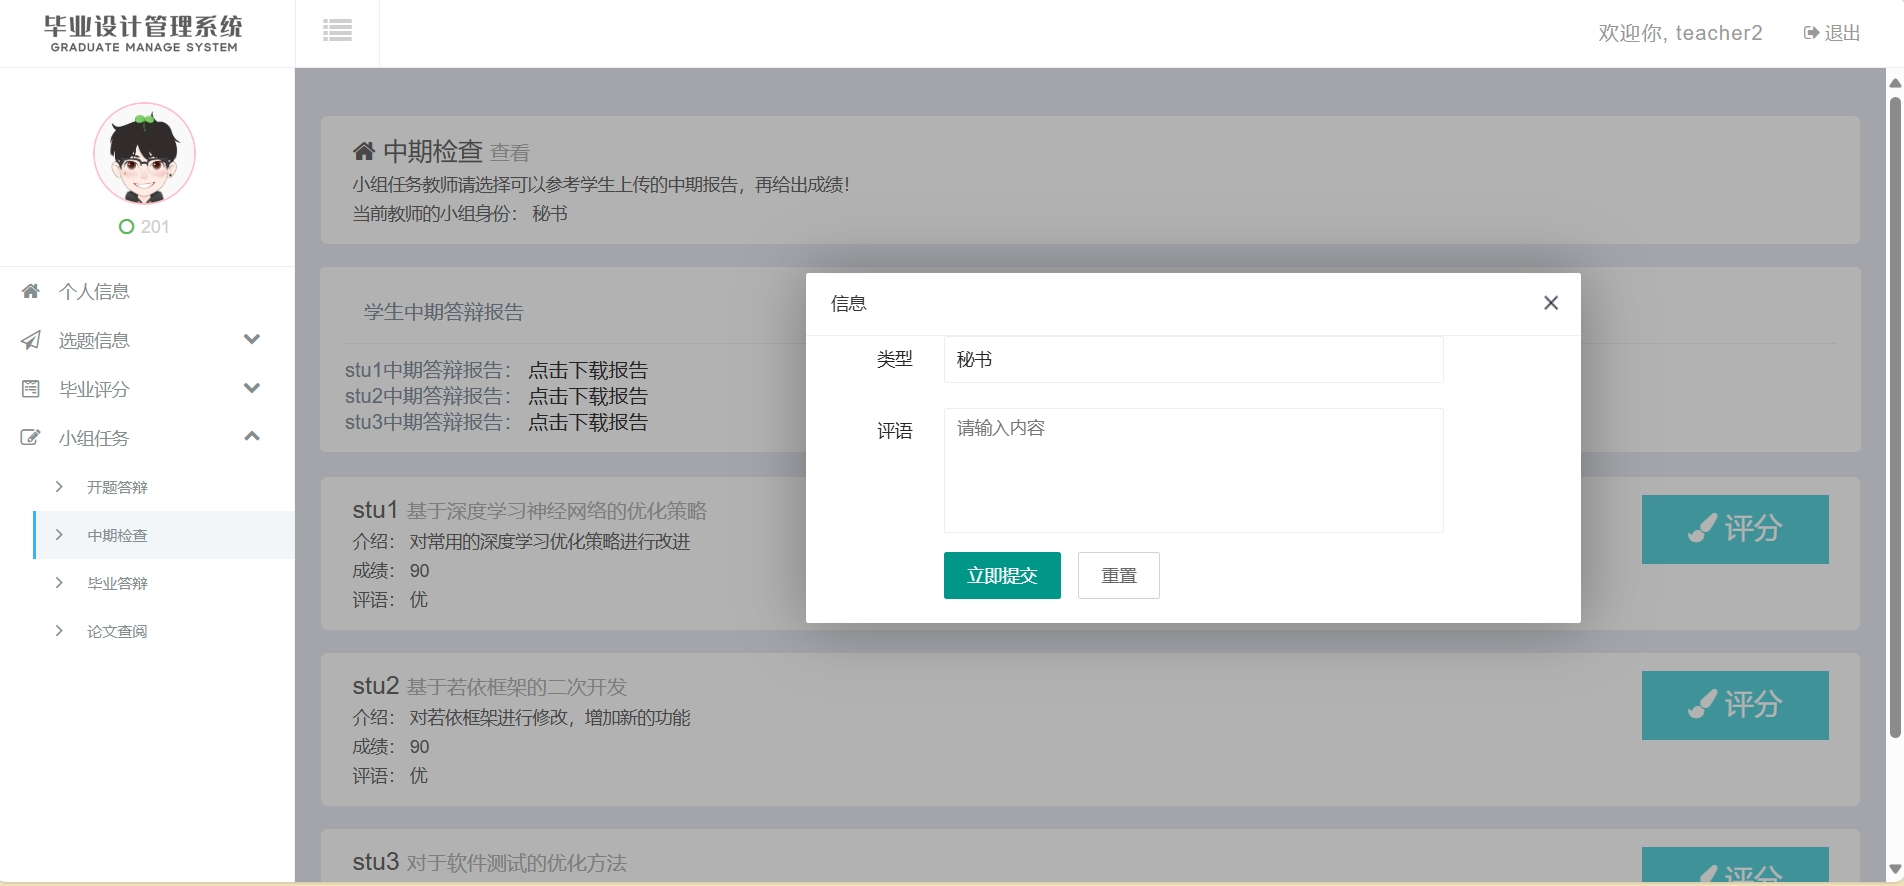 毕业设计管理系统
GRADUATE MANAGE SYSTEM
欢迎你, teacher2
退出
201
个人信息
选题信息
毕业评分
小组任务
开题答辩
中期检查
毕业答辩
论文查阅
中期检查 查看
小组任务教师请选择可以参考学生上传的中期报告，再给出成绩！
当前教师的小组身份： 秘书
学生中期答辩报告
stu1中期答辩报告： 点击下载报告
stu2中期答辩报告： 点击下载报告
stu3中期答辩报告： 点击下载报告
信息
类型 秘书
评语 请输入内容
立即提交 重置
stu1 基于深度学习神经网络的优化策略
介绍： 对常用的深度学习优化策略进行改进
成绩： 90
评语： 优
评分
stu2 基于若依框架的二次开发
介绍： 对若依框架进行修改，增加新的功能
成绩： 90
评语： 优
评分
stu3 对于软件测试的优化方法
评分